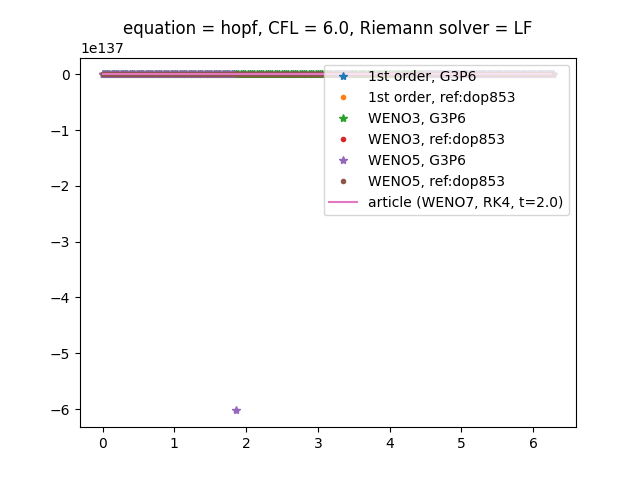 equation = hopf, CFL = 6.0, Riemann solver = LF
1e137
0
−1
−2
−3
−4
−5
−6
0 1 2 3 4 5 6
1st order, G3P6
1st order, ref:dop853
WENO3, G3P6
WENO3, ref:dop853
WENO5, G3P6
WENO5, ref:dop853
article (WENO7, RK4, t=2.0)